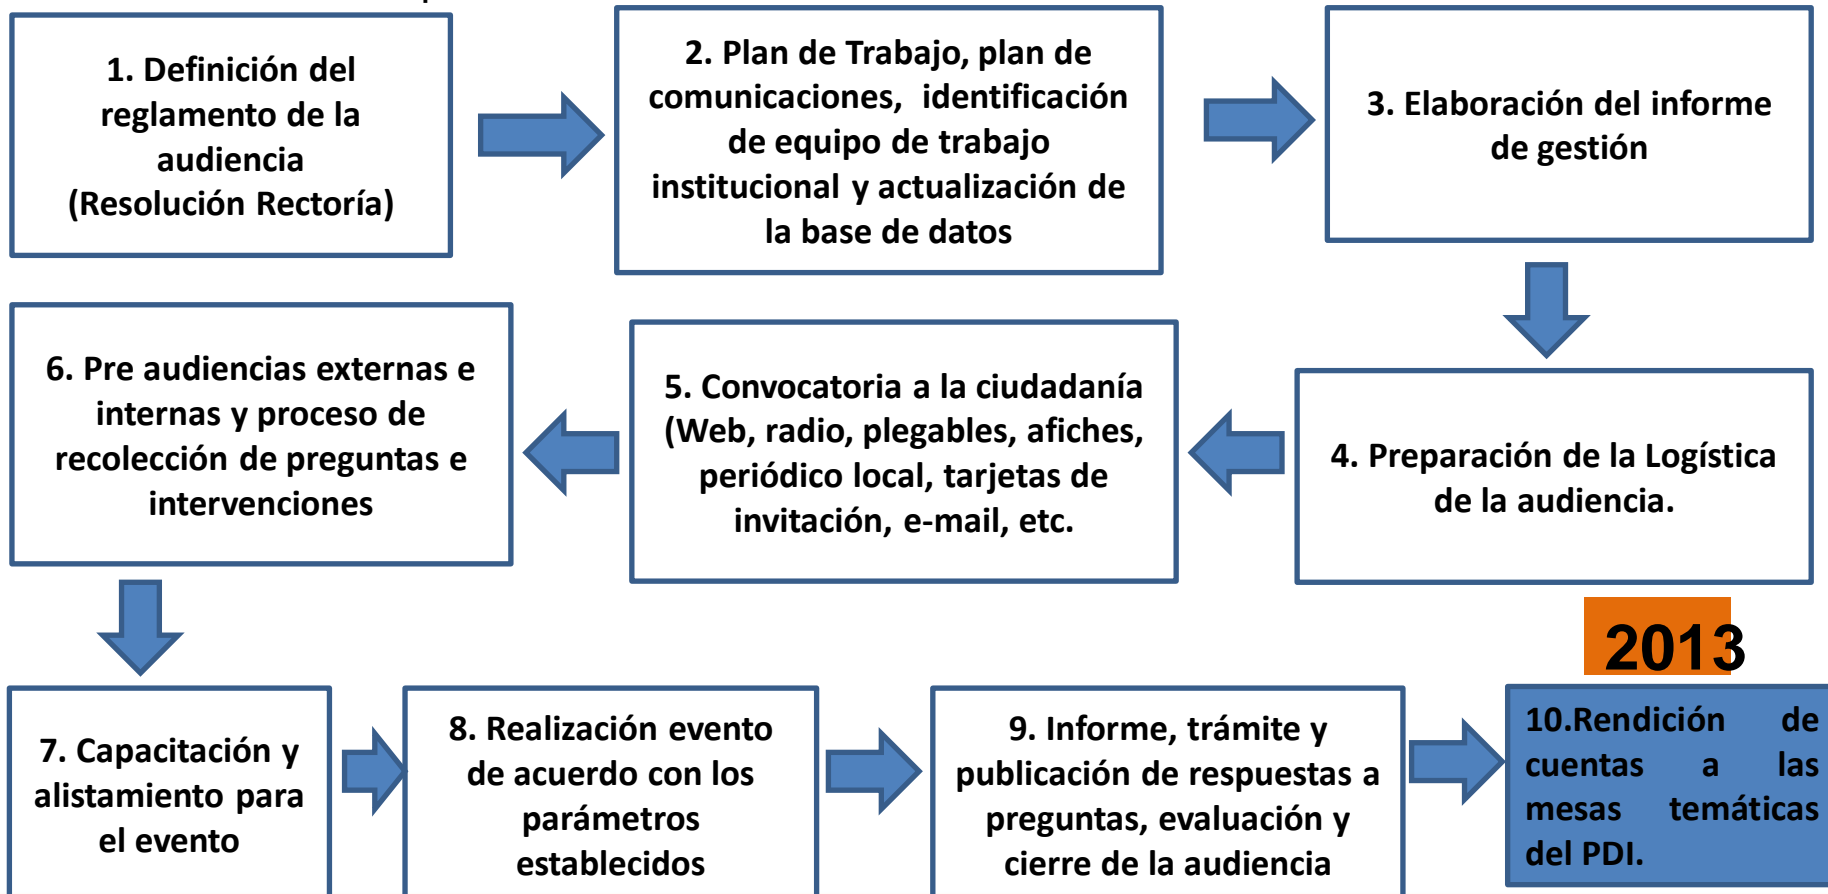 1. Definición del
reglamento de la
audiencia
(Resolución Rectoría)
2. Plan de Trabajo, plan de
comunicaciones, identificación
de equipo de trabajo
institucional y actualización de
la base de datos
3. Elaboración del informe
de gestión
6. Pre audiencias externas e
internas y proceso de
recolección de preguntas e
intervenciones
5. Convocatoria a la ciudadanía
(Web, radio, plegables, afiches,
periódico local, tarjetas de
invitación, e-mail, etc.
4. Preparación de la Logística
de la audiencia.
2013
7. Capacitación y
alistamiento para
el evento
8. Realización evento
de acuerdo con los
parámetros
establecidos
9. Informe, trámite y
publicación de respuestas a
preguntas, evaluación y
cierre de la audiencia
10.Rendición de
cuentas a las
mesas temáticas
del PDI.